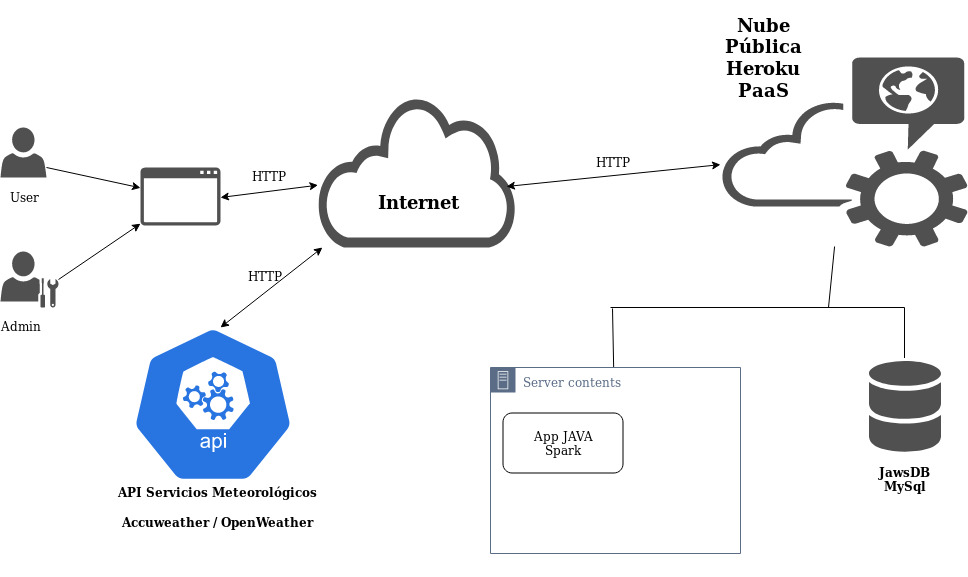 Nube
Pública
Heroku
PaaS
User
HTTP
HTTP
Internet
HTTP
Admin
api
API Servicios Meteorológicos
Accuweather / OpenWeather
Server contents
App JAVA
Spark
JawsDB
MySql